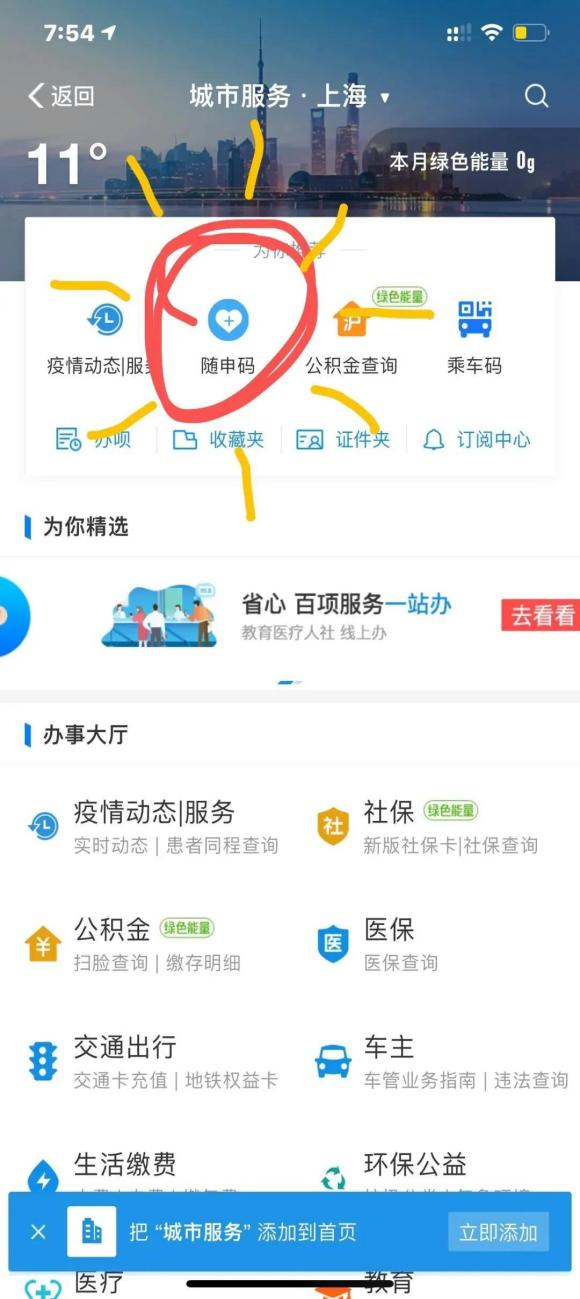 7:54
返回
城市服务·上海 ▼
11°
本月绿色能量 0g
为你推荐
绿色能量
疫情动态|服务
随申码
公积金查询
乘车码
办呗
收藏夹
证件夹
订阅中心
为你精选
省心 百项服务一站办
教育医疗人社 线上办
去看看
办事大厅
疫情动态|服务
实时动态 | 患者同程查询
社保 绿色能量
新版社保卡|社保查询
公积金 绿色能量
扫脸查询 | 缴存明细
医保
医保查询
交通出行
交通卡充值 | 地铁权益卡
车主
车管业务指南 | 违法查询
生活缴费
环保公益
把 “城市服务” 添加到首页
立即添加
医疗
教育